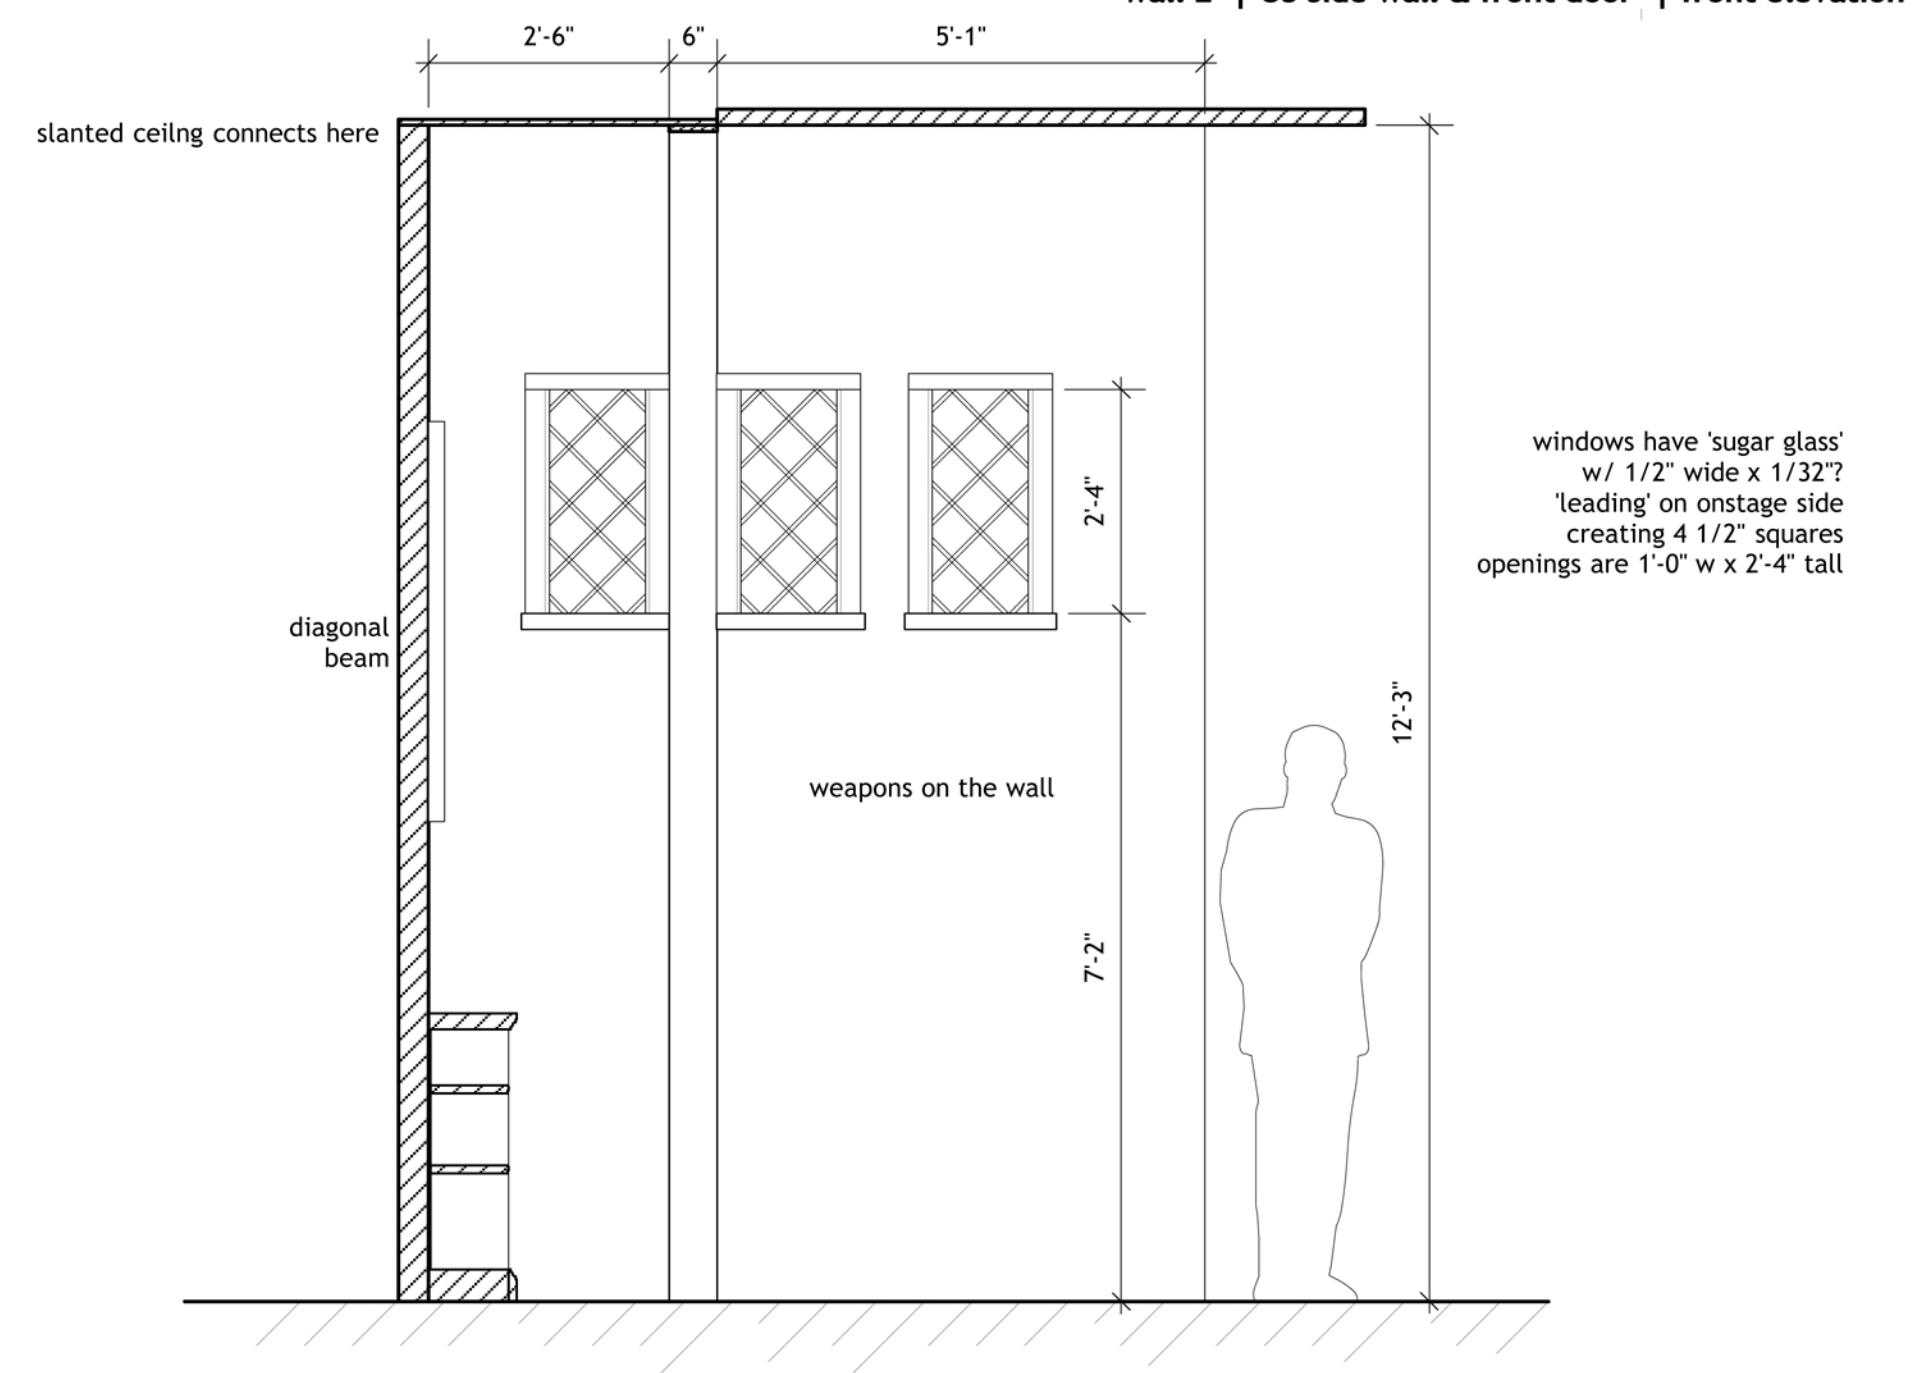 front elevation
2'-6"
6"
5'-1"
slanted ceilng connects here
windows have 'sugar glass'
w/ 1/2" wide x 1/32"?
'leading' on onstage side
creating 4 1/2" squares
openings are 1'-0" w x 2'-4" tall
2'-4"
diagonal
beam
12'-3"
weapons on the wall
7'-2"